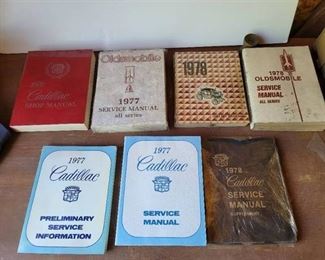 Cadillac
SHOP MANUAL
Oldsmobile
1977
SERVICE MANUAL
all series
1978
1978
OLDSMOBILE
SERVICE
MANUAL
ALL SERIES
1977
Cadillac
PRELIMINARY
SERVICE
INFORMATION
1977
Cadillac
SERVICE
MANUAL
1978
Cadillac
SERVICE
MANUAL
SUPPLEMENT